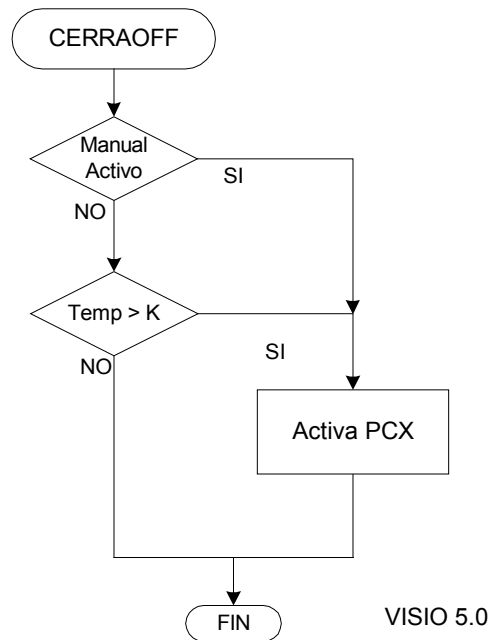 CERRAOFF
Manual
Activo
SI
NO
Temp > K
SI
NO
Activa PCX
FIN
VISIO 5.0